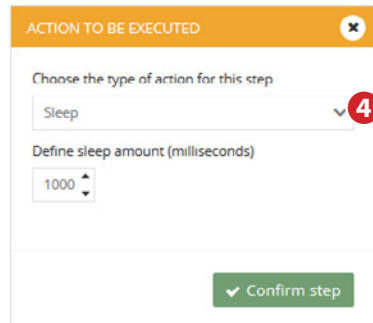 ACTION TO BE EXECUTED
Choose the type of action for this step
Sleep
4
Define sleep amount (milliseconds)
1000
Confirm step